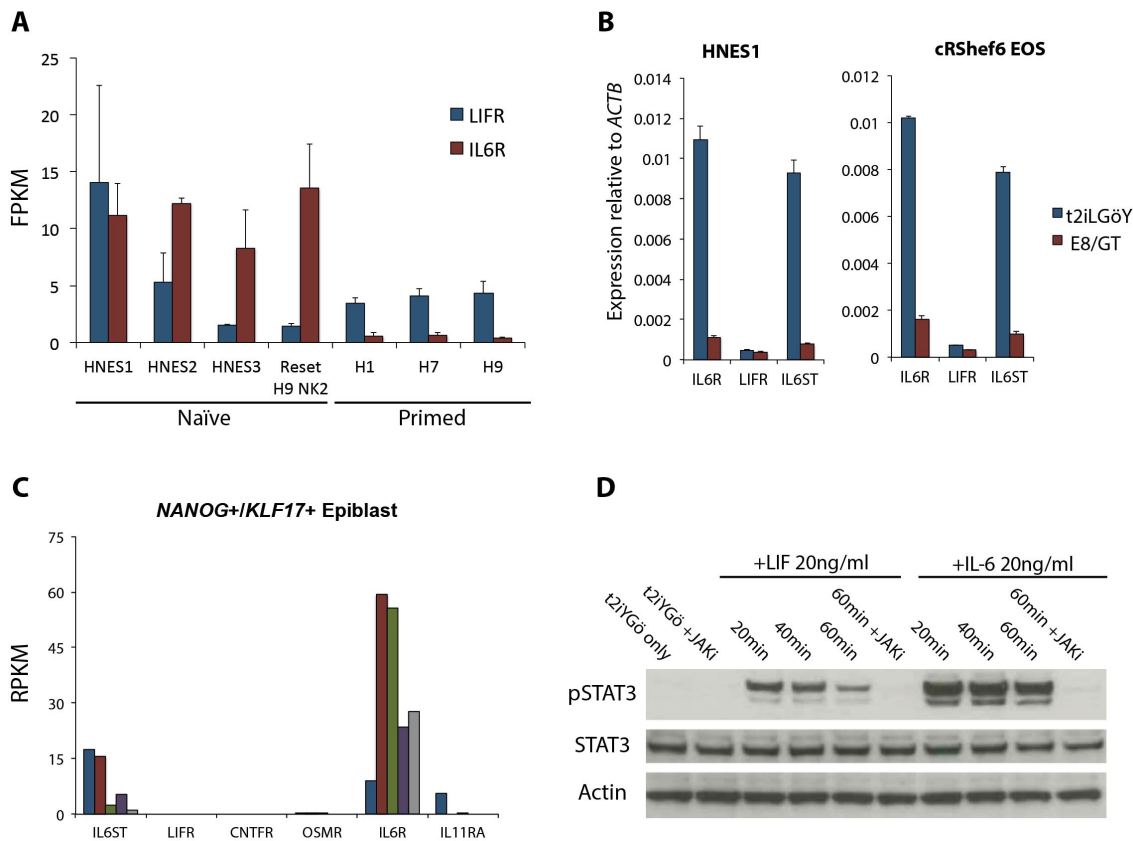 A
25
20
15
10
5
0
FPKM
LIFR
IL6R
HNES1 HNES2 HNES3 Reset H9 NK2 H1 H7 H9
Naïve Primed
B
HNES1
0.014
0.012
0.01
0.008
0.006
0.004
0.002
0
Expression relative to ACTB
IL6R LIFR IL6ST
cRShef6 EOS
0.012
0.01
0.008
0.006
0.004
0.002
0
IL6R LIFR IL6ST
t2iLGöY
E8/GT
C
NANOG+/KLF17+ Epiblast
75
60
45
30
15
0
RPKM
IL6ST LIFR CNTFR OSMR IL6R IL11RA
D
+LIF 20ng/ml +IL-6 20ng/ml
t2iYGö only
t2iYGö +JAKi
20min
40min
60min
60min +JAKi
20min
40min
60min
60min +JAKi
pSTAT3
STAT3
Actin